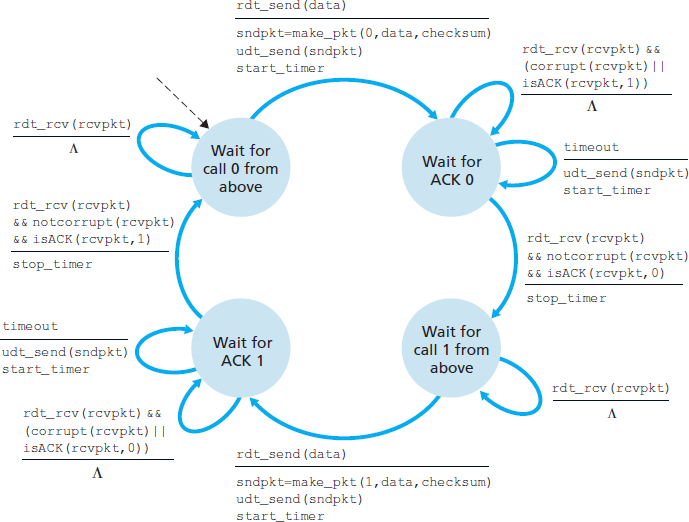 rdt_send(data)
sndpkt=make_pkt(0,data,checksum)
udt_send(sndpkt)
start_timer
rdt_rcv(rcvpkt) &&
(corrupt(rcvpkt)||
isACK(rcvpkt,1))
Λ
rdt_rcv(rcvpkt)
Λ
Wait for
call 0 from
above
Wait for
ACK 0
timeout
udt_send(sndpkt)
start_timer
rdt_rcv(rcvpkt)
&& notcorrupt(rcvpkt)
&& isACK(rcvpkt,1)
stop_timer
rdt_rcv(rcvpkt)
&& notcorrupt(rcvpkt)
&& isACK(rcvpkt,0)
stop_timer
timeout
udt_send(sndpkt)
start_timer
Wait for
ACK 1
Wait for
call 1 from
above
rdt_rcv(rcvpkt)
Λ
rdt_rcv(rcvpkt) &&
(corrupt(rcvpkt)||
isACK(rcvpkt,0))
Λ
rdt_send(data)
sndpkt=make_pkt(1,data,checksum)
udt_send(sndpkt)
start_timer